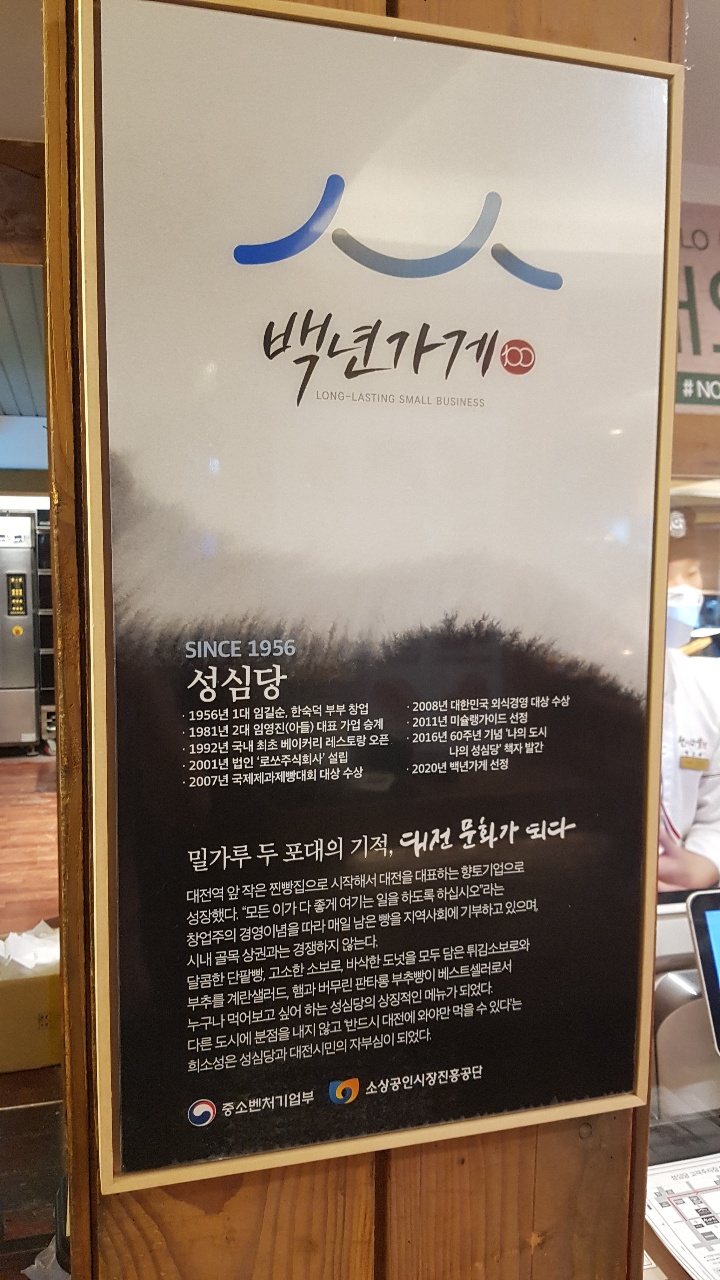 백년가게 100
LONG-LASTING SMALL BUSINESS
SINCE 1956
성심당
· 1956년 1대 임길순, 한숙덕 부부 창업
· 1981년 2대 임영진(아들) 대표 가업 승계
· 1992년 국내 최초 베이커리 레스토랑 오픈
· 2001년 법인 '로쏘주식회사' 설립
· 2007년 국제제과제빵대회 대상 수상
· 2008년 대한민국 외식경영 대상 수상
· 2011년 미슐랭가이드 선정
· 2016년 60주년 기념 '나의 도시
나의 성심당' 책자 발간
· 2020년 백년가게 선정
밀가루 두 포대의 기적, 대전 문화가 되다
대전역 앞 작은 찐빵집으로 시작해서 대전을 대표하는 향토기업으로
성장했다. "모든 이가 다 좋게 여기는 일을 하도록 하십시오"라는
창업주의 경영이념을 따라 매일 남은 빵을 지역사회에 기부하고 있으며,
시내 골목 상권과는 경쟁하지 않는다.
달콤한 단팥빵, 고소한 소보로, 바삭한 도넛을 모두 담은 튀김소보로와
부추를 계란샐러드, 햄과 버무린 판타롱 부추빵이 베스트셀러로서
누구나 먹어보고 싶어 하는 성심당의 상징적인 메뉴가 되었다.
다른 도시에 분점을 내지 않고 '반드시 대전에 와야만 먹을 수 있다'는
희소성은 성심당과 대전시민의 자부심이 되었다.
중소벤처기업부 소상공인시장진흥공단
LO
#NO